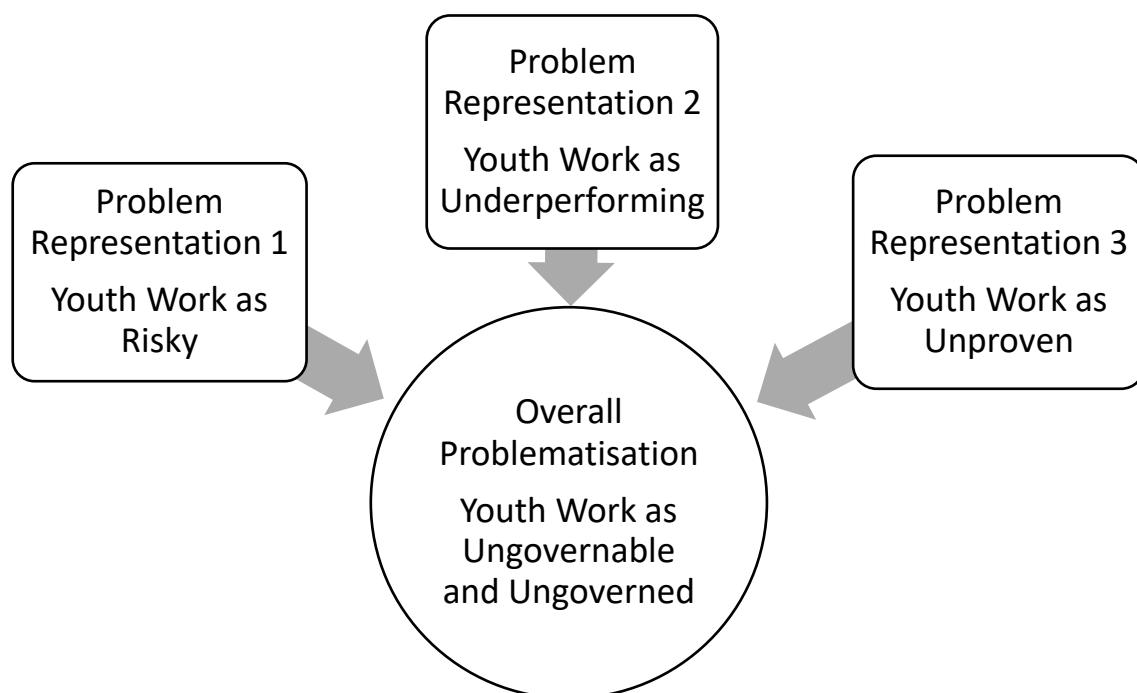 Problem
Representation 1
Youth Work as
Risky
Problem
Representation 2
Youth Work as
Underperforming
Problem
Representation 3
Youth Work as
Unproven
Overall
Problematisation
Youth Work as
Ungovernable
and Ungoverned